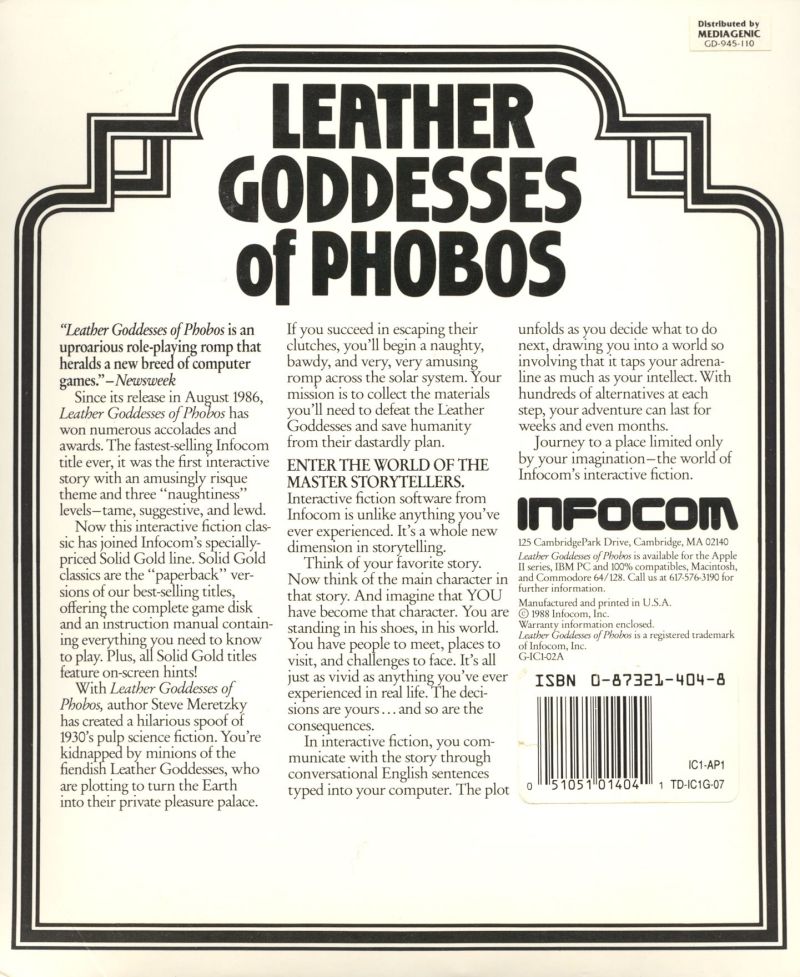 Distributed by
MEDIAGENIC
GD-945-110
LEATHER
GODDESSES
of PHOBOS
"Leather Goddesses of Phobos is an
uproarious role-playing romp that
heralds a new breed of computer
games."–Newsweek
Since its release in August 1986,
Leather Goddesses of Phobos has
won numerous accolades and
awards. The fastest-selling Infocom
title ever, it was the first interactive
story with an amusingly risque
theme and three "naughtiness"
levels–tame, suggestive, and lewd.
Now this interactive fiction clas-
sic has joined Infocom's specially-
priced Solid Gold line. Solid Gold
classics are the "paperback" ver-
sions of our best-selling titles,
offering the complete game disk
and an instruction manual contain-
ing everything you need to know
to play. Plus, all Solid Gold titles
feature on-screen hints!
With Leather Goddesses of
Phobos, author Steve Meretzky
has created a hilarious spoof of
1930's pulp science fiction. You're
kidnapped by minions of the
fiendish Leather Goddesses, who
are plotting to turn the Earth
into their private pleasure palace.
If you succeed in escaping their
clutches, you'll begin a naughty,
bawdy, and very, very amusing
romp across the solar system. Your
mission is to collect the materials
you'll need to defeat the Leather
Goddesses and save humanity
from their dastardly plan.
ENTER THE WORLD OF THE
MASTER STORYTELLERS.
Interactive fiction software from
Infocom is unlike anything you've
ever experienced. It's a whole new
dimension in storytelling.
Think of your favorite story.
Now think of the main character in
that story. And imagine that YOU
have become that character. You are
standing in his shoes, in his world.
You have people to meet, places to
visit, and challenges to face. It's all
just as vivid as anything you've ever
experienced in real life. The deci-
sions are yours...and so are the
consequences.
In interactive fiction, you com-
municate with the story through
conversational English sentences
typed into your computer. The plot
unfolds as you decide what to do
next, drawing you into a world so
involving that it taps your adrena-
line as much as your intellect. With
hundreds of alternatives at each
step, your adventure can last for
weeks and even months.
Journey to a place limited only
by your imagination–the world of
Infocom's interactive fiction.
INFOCOM
125 CambridgePark Drive, Cambridge, MA 02140
Leather Goddesses of Phobos is available for the Apple
II series, IBM PC and 100% compatibles, Macintosh,
and Commodore 64/128. Call us at 617-576-3190 for
further information.
Manufactured and printed in U.S.A.
© 1988 Infocom, Inc.
Warranty information enclosed.
Leather Goddesses of Phobos is a registered trademark
of Infocom, Inc.
G-IC1-02A
ISBN 0-87321-404-8
IC1-AP1
0 51051 01404 1 TD-IC1G-07